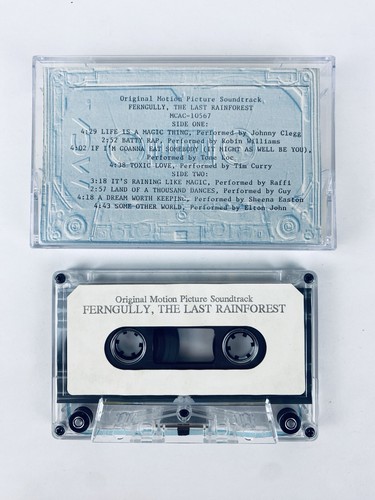 Original Motion Picture Soundtrack
FERNGULLY, THE LAST RAINFOREST
MCAC-10567
SIDE ONE:
4:29 LIFE IS A MAGIC THING, Performed by Johnny Clegg
2:52 BATTY RAP, Performed by Robin Williams
4:02 IF I'M GOANNA EAT SOMEBODY (IT MIGHT AS WELL BE YOU),
Performed by Tone Loc
4:38 TOXIC LOVE, Performed by Tim Curry
SIDE TWO:
3:18 IT'S RAINING LIKE MAGIC, Performed by Raffi
2:57 LAND OF A THOUSAND DANCES, Performed by Guy
4:18 A DREAM WORTH KEEPING, Performed by Sheena Easton
4:43 SOME OTHER WORLD, Performed by Elton John
Original Motion Picture Soundtrack
FERNGULLY, THE LAST RAINFOREST